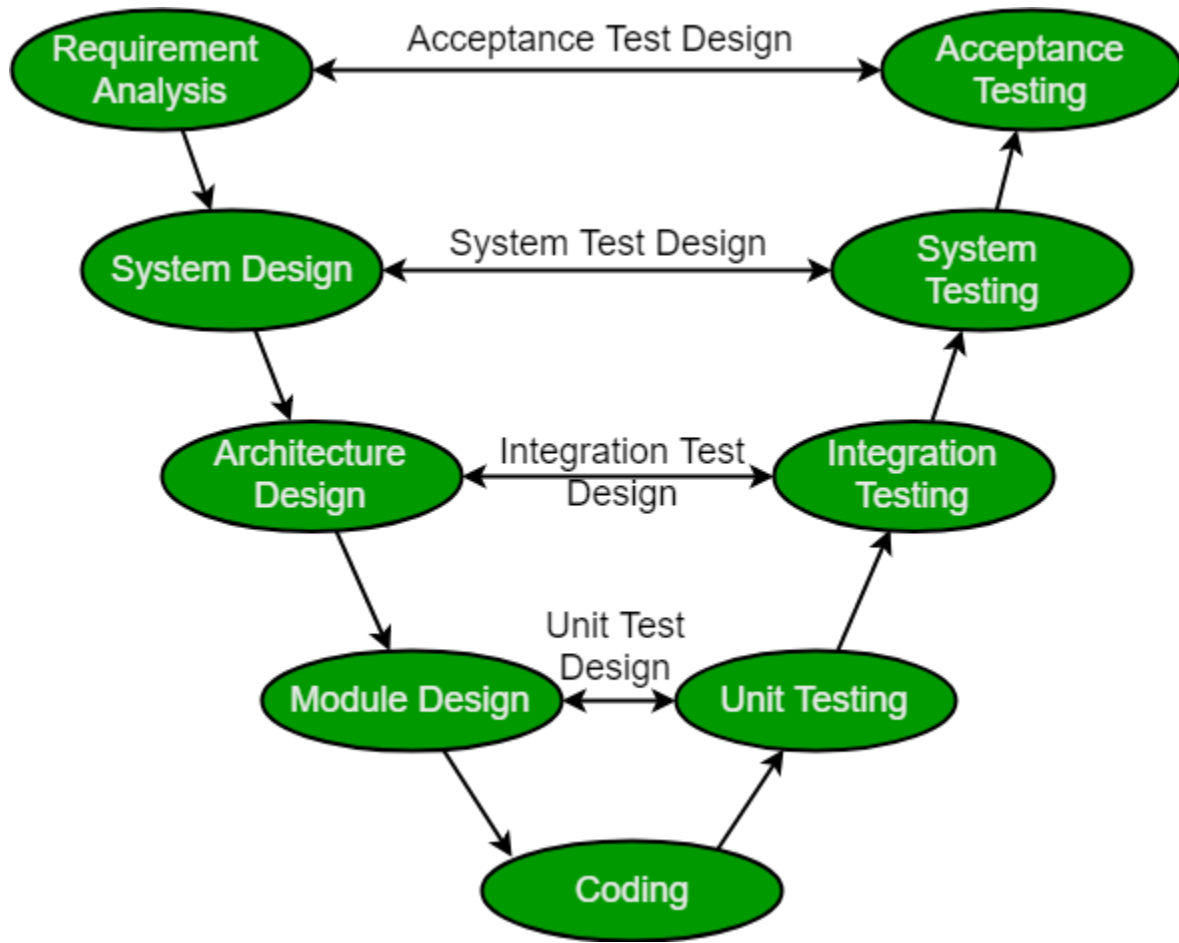 Requirement
Analysis
Acceptance Test Design
Acceptance
Testing
System Design
System Test Design
System
Testing
Architecture
Design
Integration Test
Design
Integration
Testing
Module Design
Unit Test
Design
Unit Testing
Coding